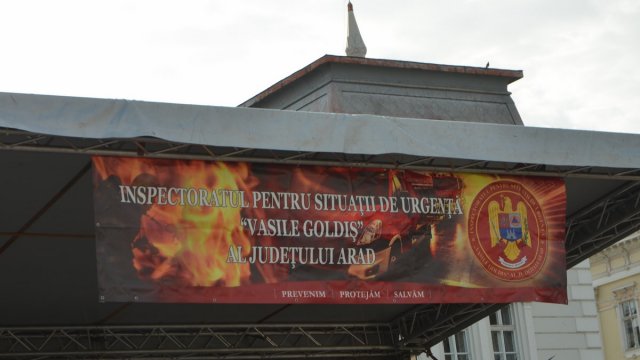 INSPECTORATUL PENTRU SITUAŢII DE URGENŢĂ
"VASILE GOLDIŞ"
AL JUDEŢULUI ARAD
PREVENIM | PROTEJĂM | SALVĂM